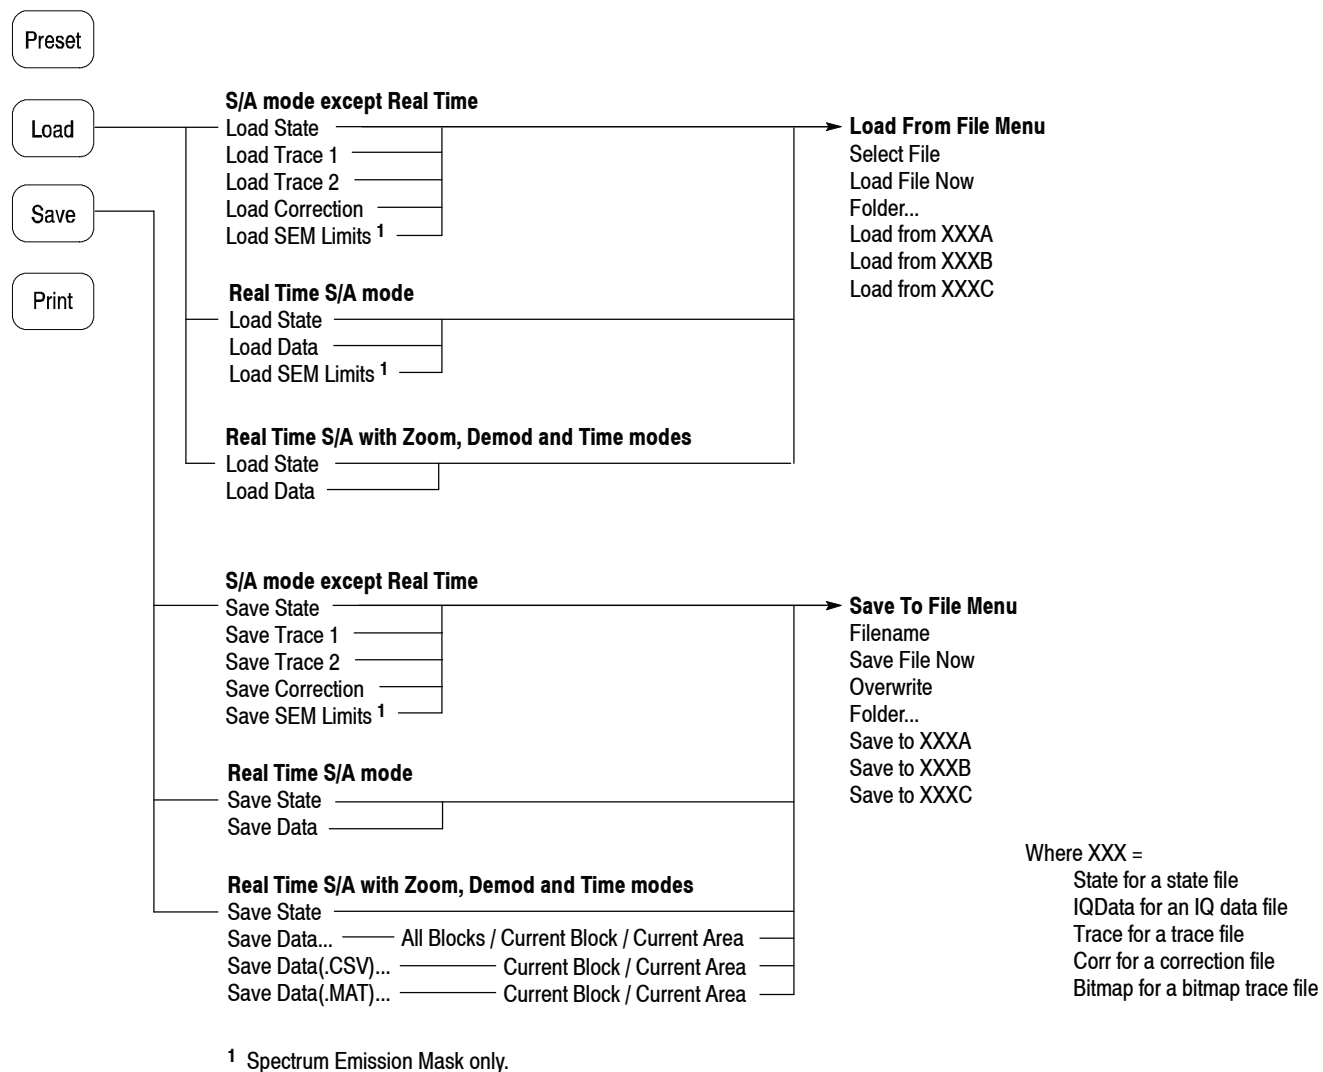 Preset
Load
Save
Print
S/A mode except Real Time
Load State
Load Trace 1
Load Trace 2
Load Correction
Load SEM Limits 1
Real Time S/A mode
Load State
Load Data
Load SEM Limits 1
Real Time S/A with Zoom, Demod and Time modes
Load State
Load Data
Load From File Menu
Select File
Load File Now
Folder...
Load from XXXA
Load from XXXB
Load from XXXC
S/A mode except Real Time
Save State
Save Trace 1
Save Trace 2
Save Correction
Save SEM Limits 1
Real Time S/A mode
Save State
Save Data
Real Time S/A with Zoom, Demod and Time modes
Save State
Save Data... All Blocks / Current Block / Current Area
Save Data(.CSV)... Current Block / Current Area
Save Data(.MAT)... Current Block / Current Area
Save To File Menu
Filename
Save File Now
Overwrite
Folder...
Save to XXXA
Save to XXXB
Save to XXXC
Where XXX =
State for a state file
IQData for an IQ data file
Trace for a trace file
Corr for a correction file
Bitmap for a bitmap trace file
1 Spectrum Emission Mask only.